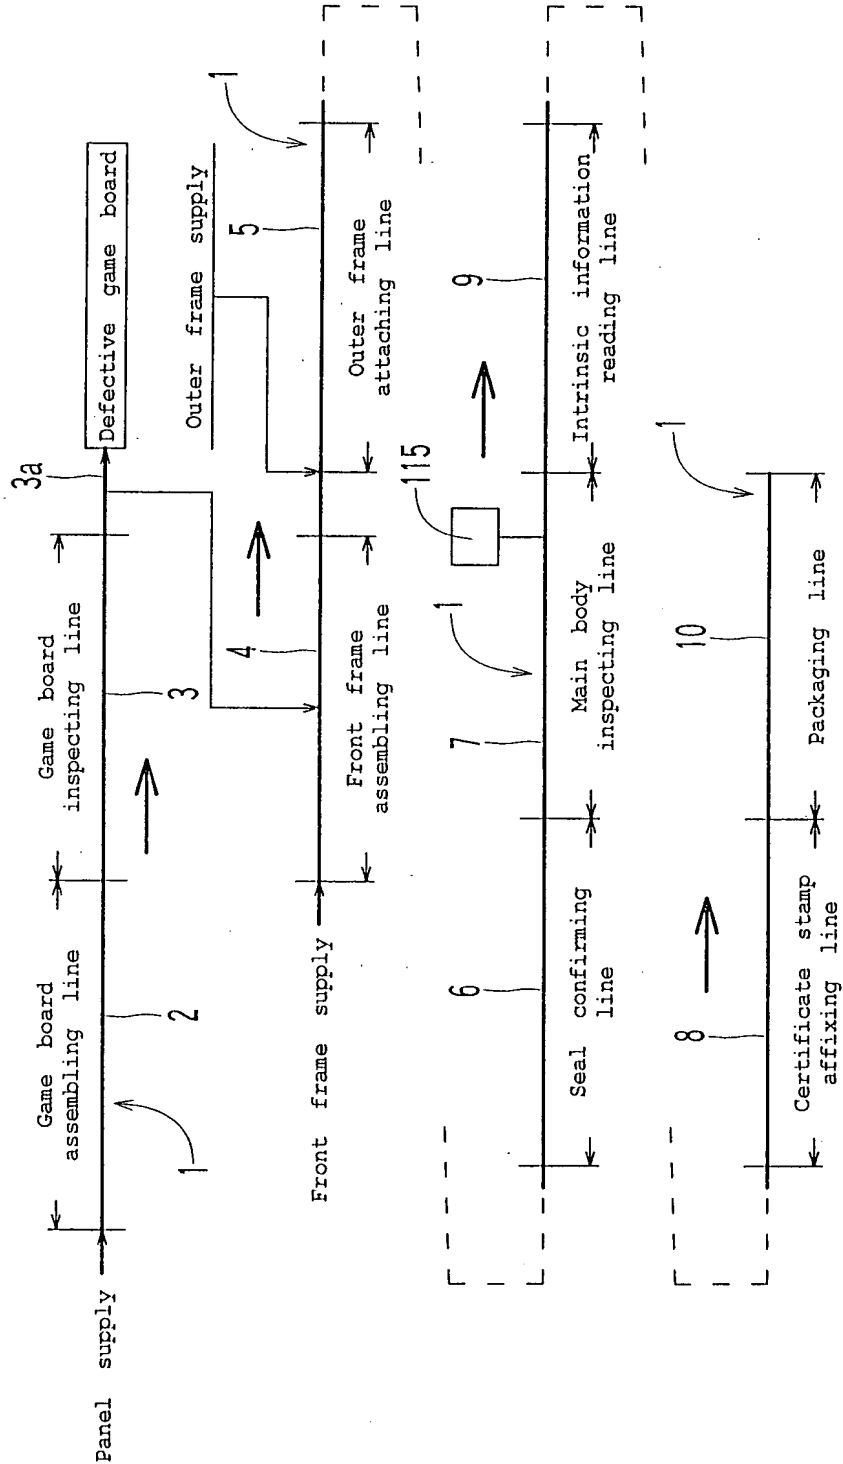 Panel supply
Game board
assembling line
2
1
Game board
inspecting line
3
3a
Defective game board
Front frame supply
Front frame
assembling line
4
Outer frame supply
Outer frame
attaching line
5
1
Seal confirming
line
6
Main body
inspecting line
7
1
115
Intrinsic information
reading line
9
Certificate stamp
affixing line
8
Packaging line
10
1